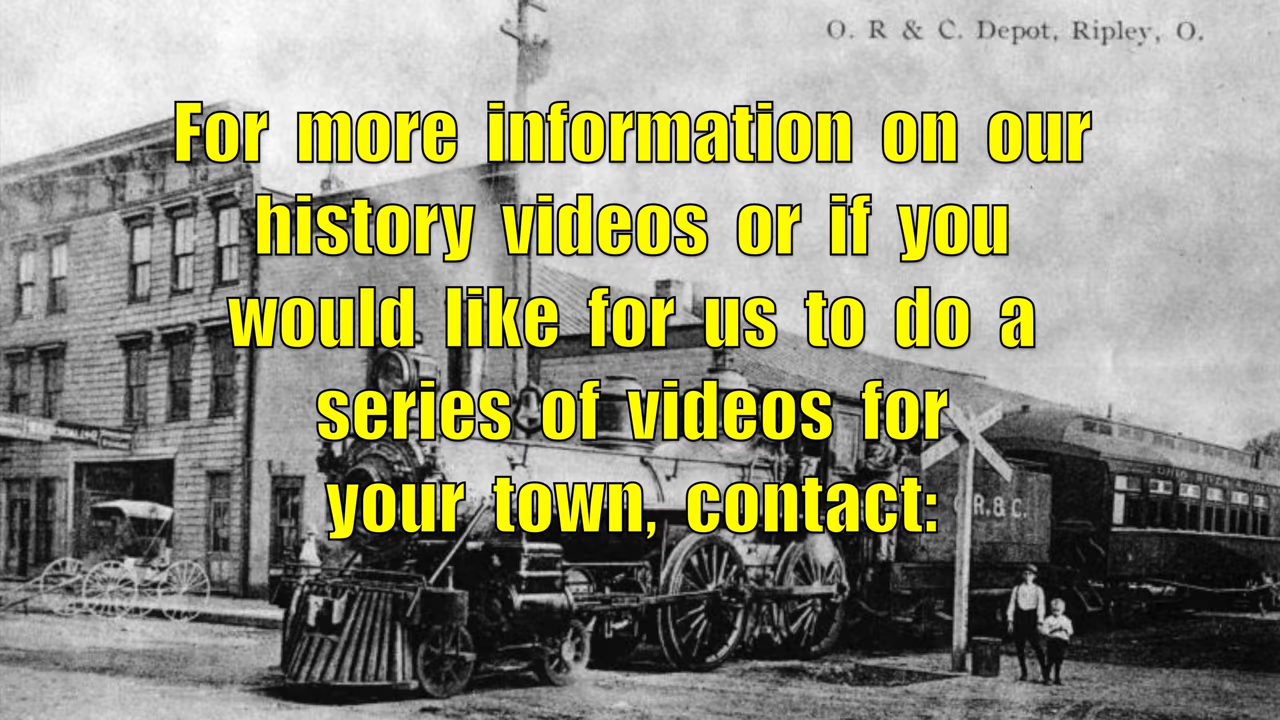 O. R & C. Depot, Ripley, O.
For more information on our
history videos or if you
would like for us to do a
series of videos for
your town, contact:
R. & C.